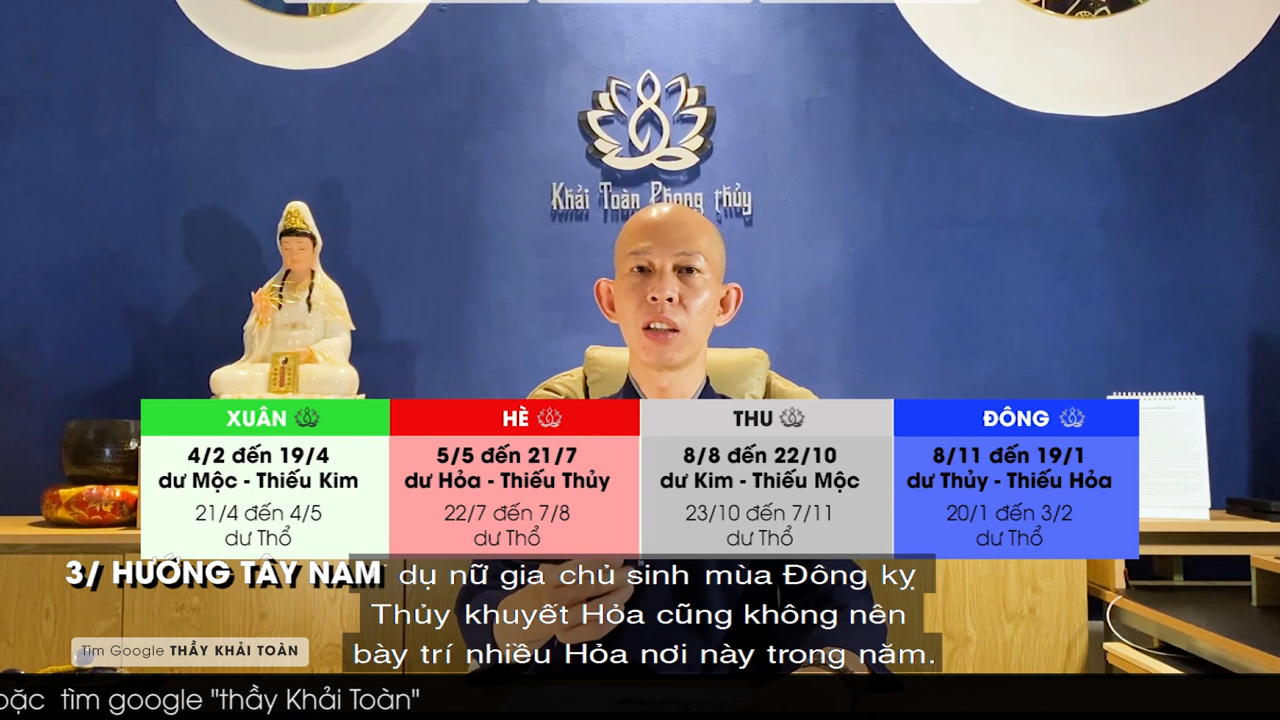 Khải Toàn Phong thủy
XUÂN
4/2 đến 19/4
dư Mộc - Thiếu Kim
21/4 đến 4/5
dư Thổ
HÈ
5/5 đến 21/7
dư Hỏa - Thiếu Thủy
22/7 đến 7/8
dư Thổ
THU
8/8 đến 22/10
dư Kim - Thiếu Mộc
23/10 đến 7/11
dư Thổ
ĐÔNG
8/11 đến 19/1
dư Thủy - Thiếu Hỏa
20/1 đến 3/2
dư Thổ
3/ HƯỚNG TÂY NAM
dụ nữ gia chủ sinh mùa Đông kỵ
Thủy khuyết Hỏa cũng không nên
bày trí nhiều Hỏa nơi này trong năm.
Tìm Google THẦY KHẢI TOÀN
tìm google "thầy Khải Toàn"